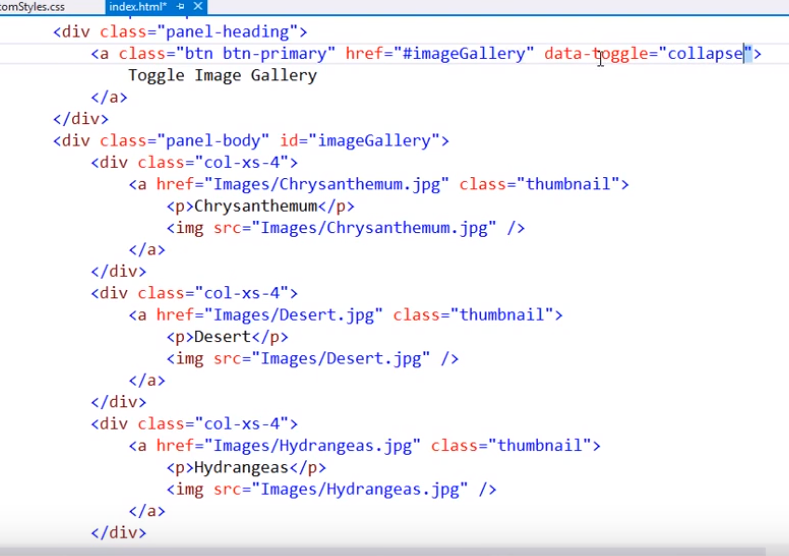 omStyles.css index.html*
<div class="panel-heading">
<a class="btn btn-primary" href="#imageGallery" data-toggle="collapse">
Toggle Image Gallery
</a>
</div>
<div class="panel-body" id="imageGallery">
<div class="col-xs-4">
<a href="Images/Chrysanthemum.jpg" class="thumbnail">
<p>Chrysanthemum</p>
<img src="Images/Chrysanthemum.jpg" />
</a>
</div>
<div class="col-xs-4">
<a href="Images/Desert.jpg" class="thumbnail">
<p>Desert</p>
<img src="Images/Desert.jpg" />
</a>
</div>
<div class="col-xs-4">
<a href="Images/Hydrangeas.jpg" class="thumbnail">
<p>Hydrangeas</p>
<img src="Images/Hydrangeas.jpg" />
</a>
</div>